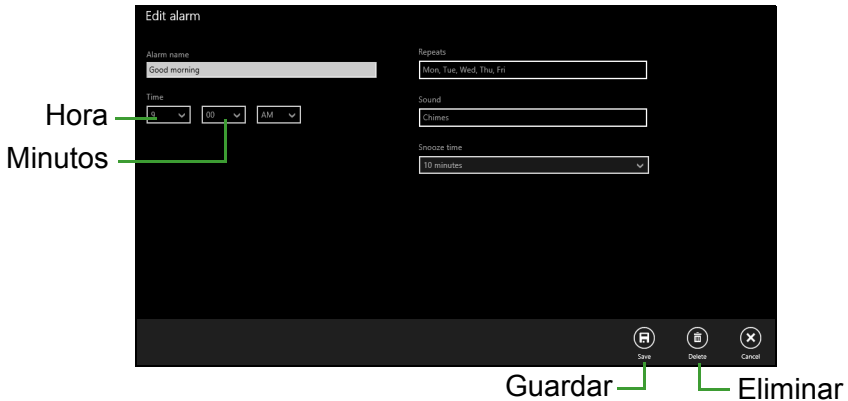 Edit alarm
Alarm name
Good morning
Time
9 00 AM
Repeats
Mon, Tue, Wed, Thu, Fri
Sound
Chimes
Snooze time
10 minutes
Hora
Minutos
Save Delete Cancel
Guardar
Eliminar